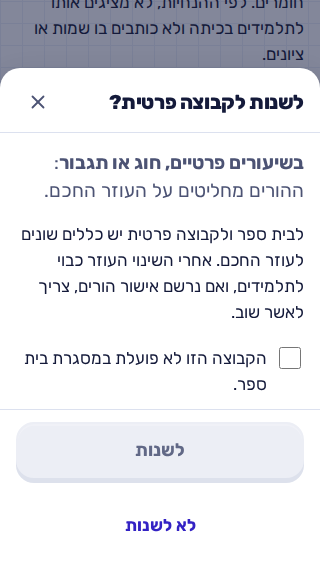 חומרים. לפי ההנחיות, לא מציגים אותו
לתלמידים בכיתה ולא כותבים בו שמות או
ציונים.
לשנות לקבוצה פרטית?
בשיעורים פרטיים, חוג או תגבור:
ההורים מחליטים על העוזר החכם.
לבית ספר ולקבוצה פרטית יש כללים שונים
לעוזר החכם. אחרי השינוי העוזר כבוי
לתלמידים, ואם נרשם אישור הורים, צריך
לאשר שוב.
הקבוצה הזו לא פועלת במסגרת בית
ספר.
לשנות
לא לשנות